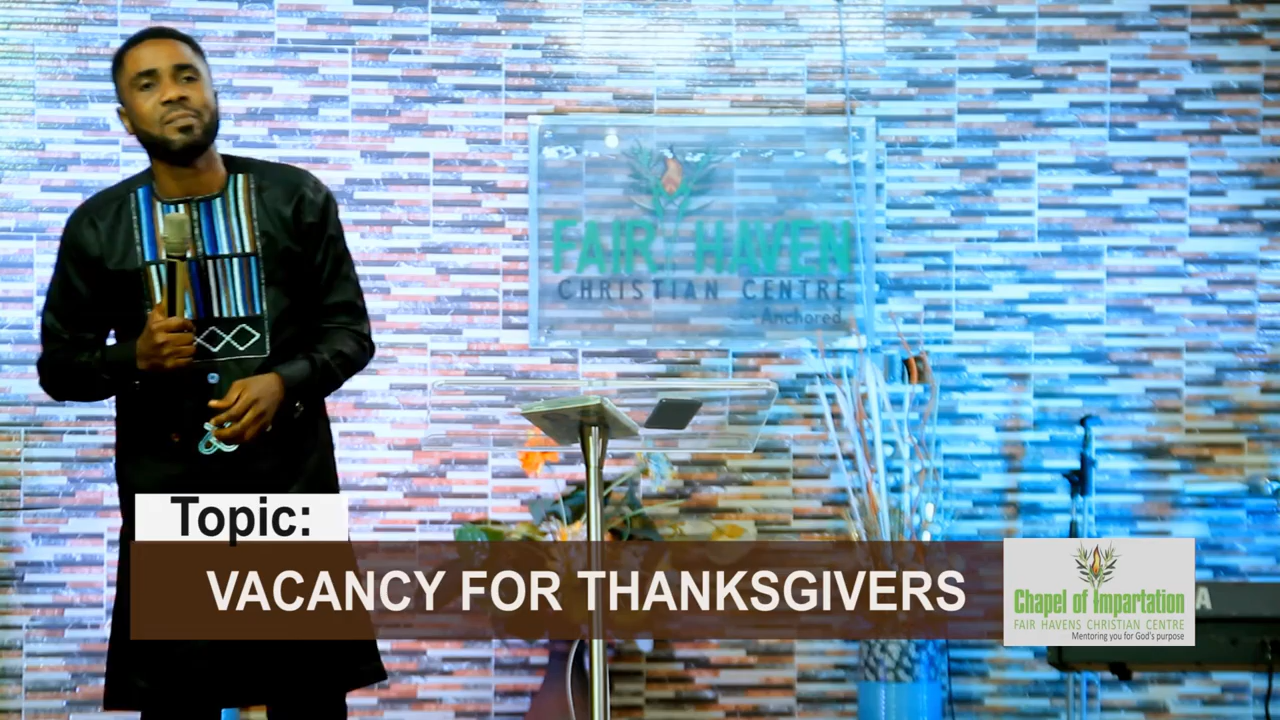 FAIR HAVEN
CHRISTIAN CENTRE
Anchored.
Topic:
VACANCY FOR THANKSGIVERS
Chapel of Impartation
FAIR HAVENS CHRISTIAN CENTRE
Mentoring you for God's purpose
A